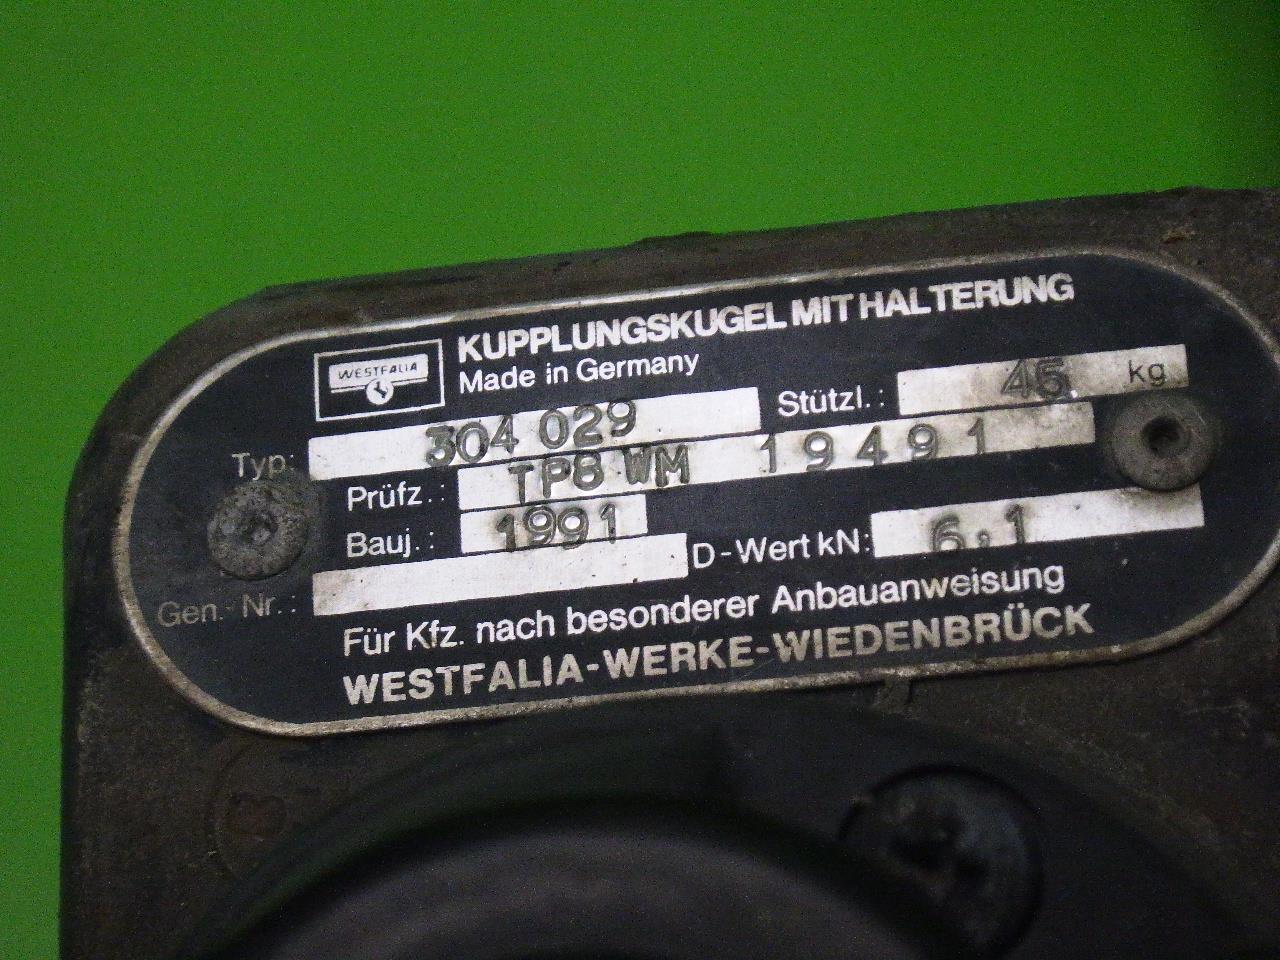 WESTFALIA
KUPPLUNGSKUGEL MIT HALTERUNG
Made in Germany
Typ: 304 029 Stützl.: 45 kg
Prüfz.: TP8 WM 19491
Bauj.: 1991 D-Wert kN: 6,1
Gen.-Nr.:
Für Kfz. nach besonderer Anbauanweisung
WESTFALIA-WERKE-WIEDENBRÜCK